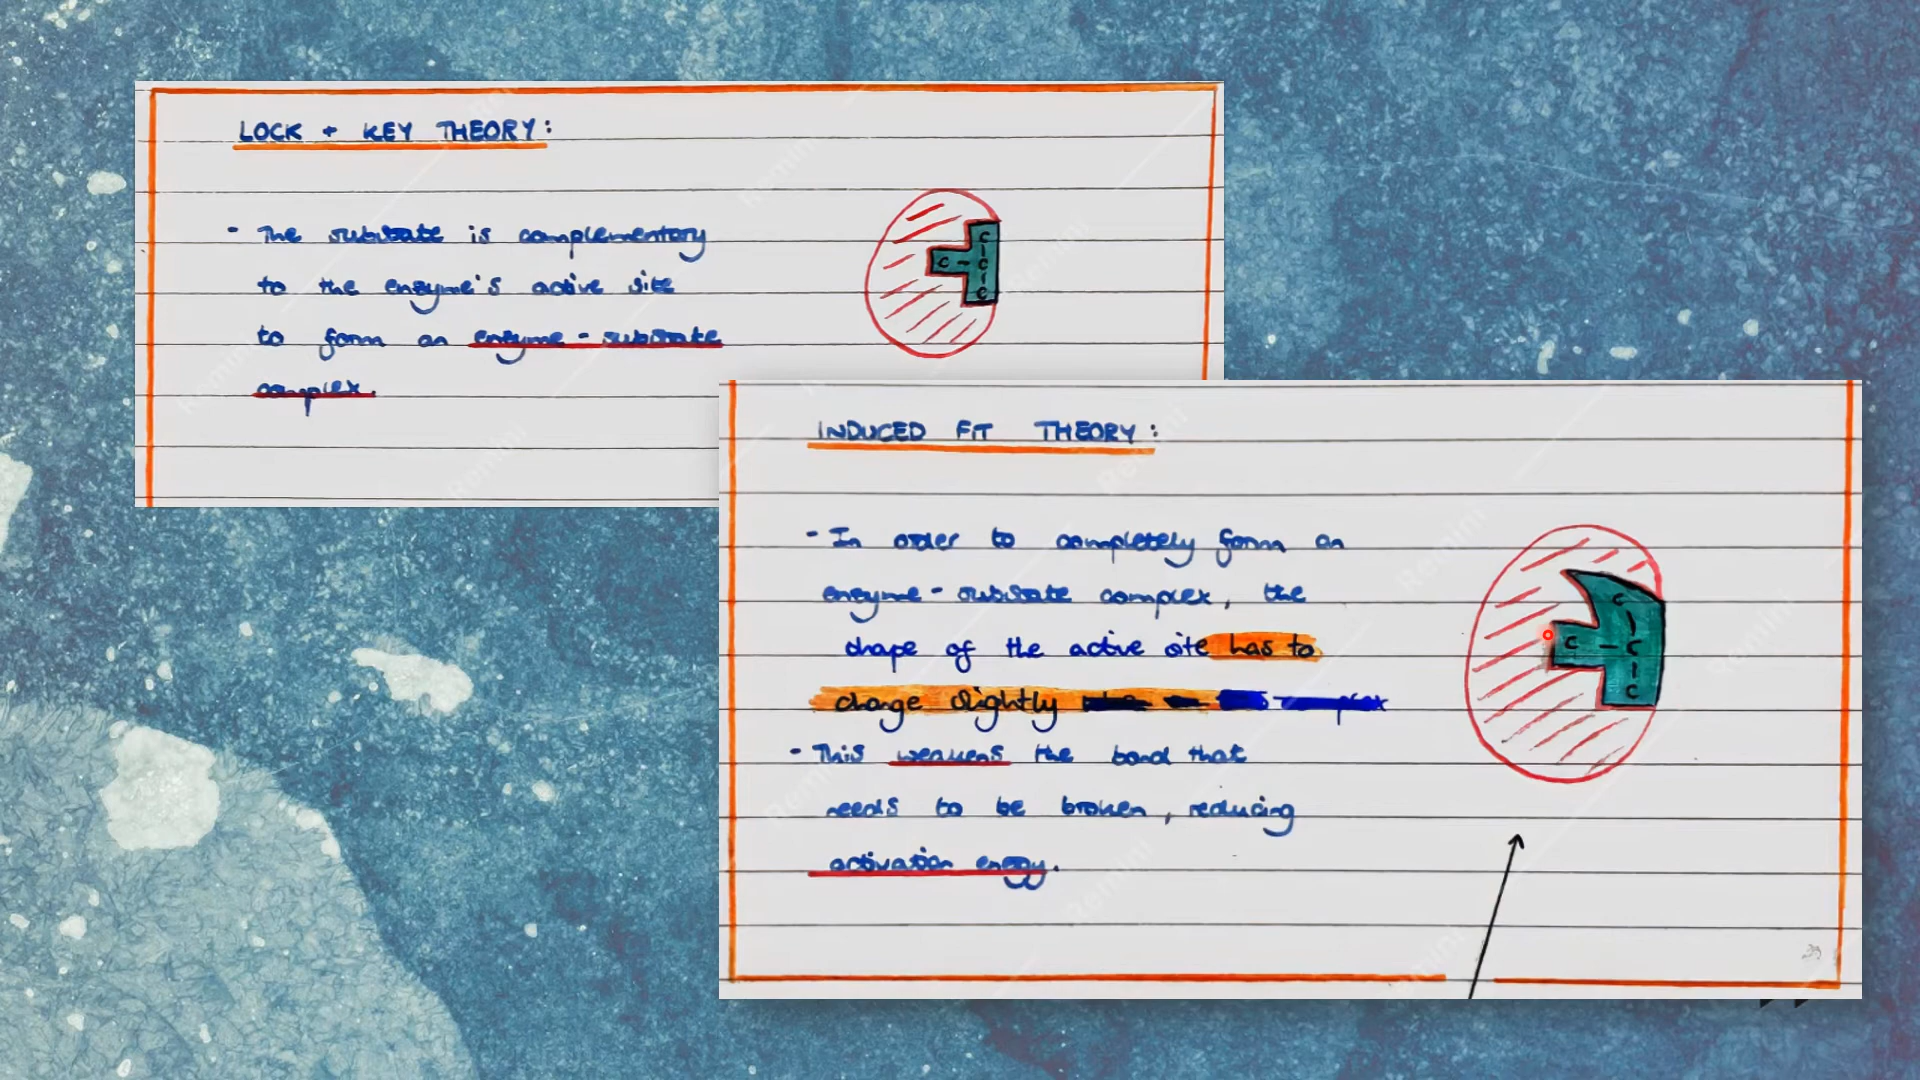 LOCK + KEY THEORY:
- The substrate is complementary
to the enzyme's active site
to form an enzyme - substrate
complex.
C
C - C
C
INDUCED FIT THEORY:
- In order to completely form an
enzyme - substrate complex, the
shape of the active site has to
change slightly
- This weakens the bond that
needs to be broken, reducing
activation energy.
C
C - C
C
Remini